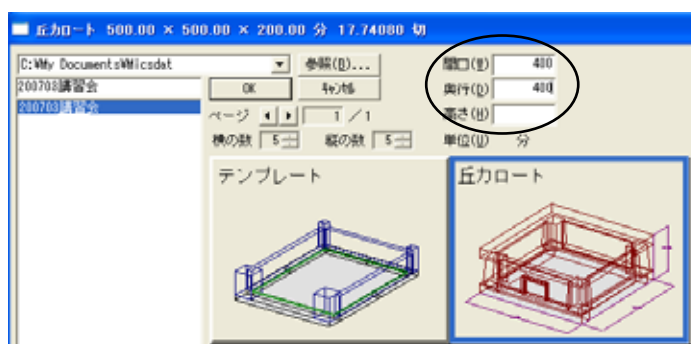 丘カロート 500.00 × 500.00 × 200.00 分 17.74080 切
C:¥My Documents¥Micsdat
参照(R)...
間口(W) 400
200703講習会
OK
キャンセル
奥行(D) 400
200703講習会
ページ
1 / 1
高さ(H)
横の数 5
縦の数 5
単位(U) 分
テンプレート
丘カロート